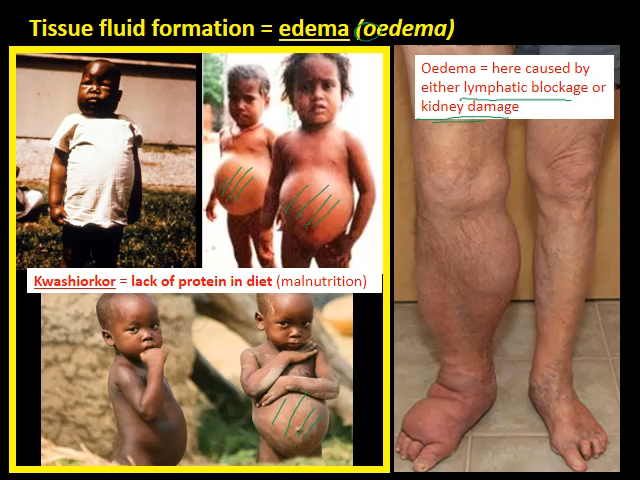 Tissue fluid formation = edema (oedema)
Oedema = here caused by
either lymphatic blockage or
kidney damage
Kwashiorkor = lack of protein in diet (malnutrition)